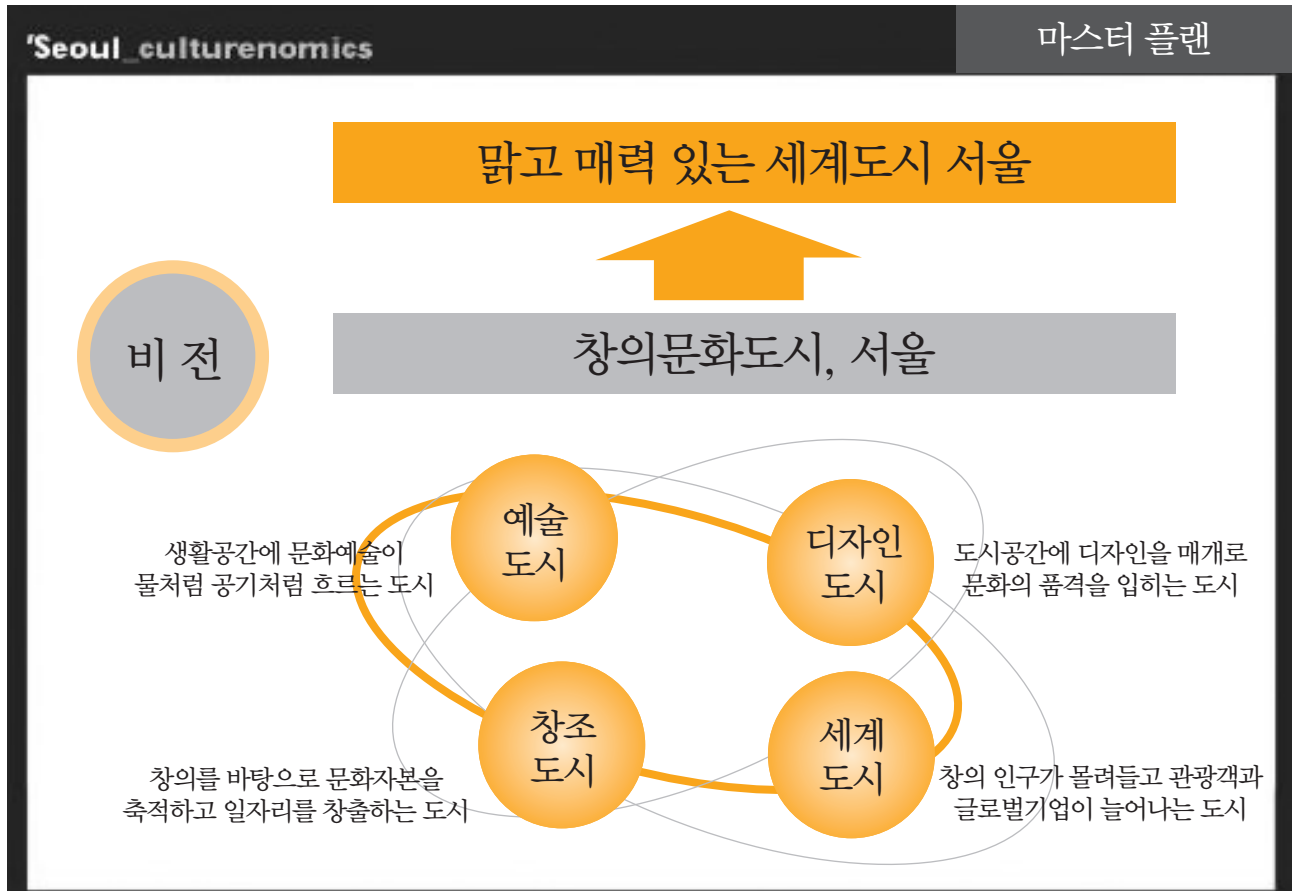 'Seoul_culturenomics
마스터 플랜
맑고 매력 있는 세계도시 서울
비 전
창의문화도시, 서울
예술
도시
생활공간에 문화예술이
물처럼 공기처럼 흐르는 도시
디자인
도시
도시공간에 디자인을 매개로
문화의 품격을 입히는 도시
창조
도시
창의를 바탕으로 문화자본을
축적하고 일자리를 창출하는 도시
세계
도시
창의 인구가 몰려들고 관광객과
글로벌기업이 늘어나는 도시